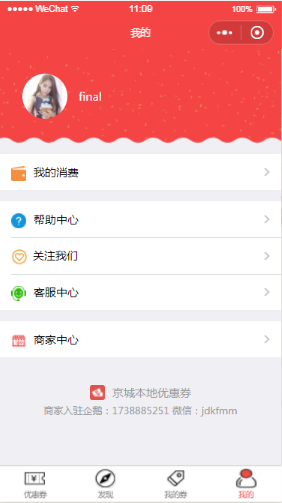 WeChat 11:09 100%
我的
final
我的消费
帮助中心
关注我们
客服中心
商家中心
京城本地优惠券
商家入驻企鹅：1738885251 微信：jdkfmm
优惠券 发现 我的券 我的